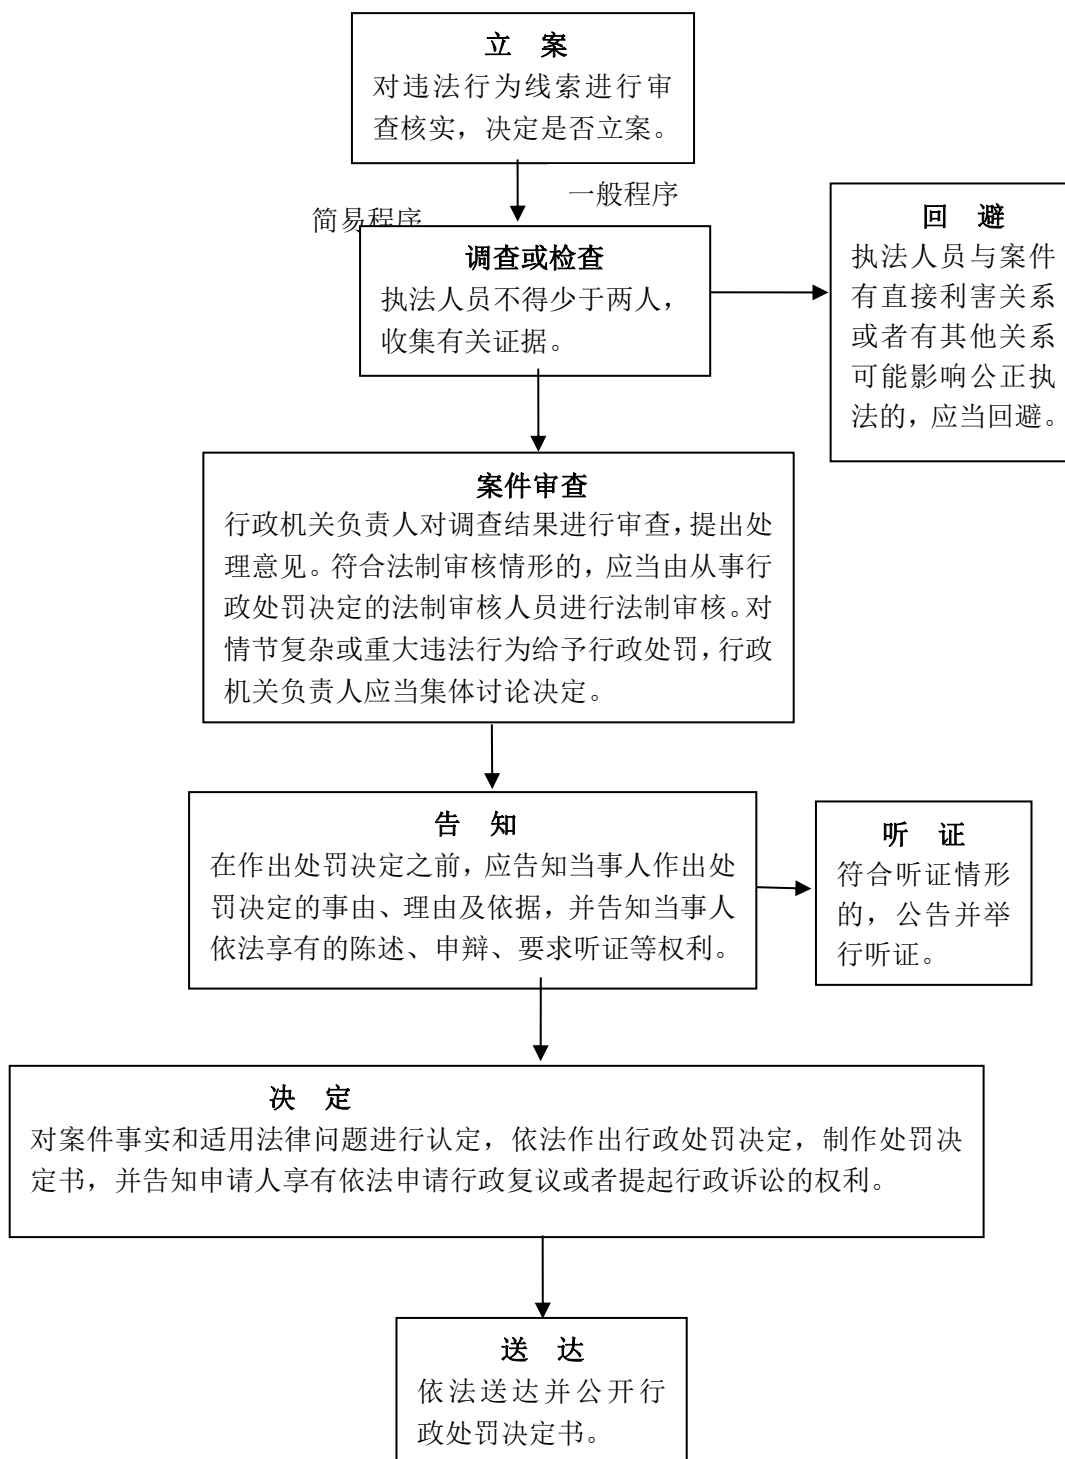 立 案
对违法行为线索进行审
查核实，决定是否立案。
一般程序
简易程序
调查或检查
执法人员不得少于两人，
收集有关证据。
回 避
执法人员与案件
有直接利害关系
或者有其他关系
可能影响公正执
法的，应当回避。
案件审查
行政机关负责人对调查结果进行审查，提出处
理意见。符合法制审核情形的，应当由从事行
政处罚决定的法制审核人员进行法制审核。对
情节复杂或重大违法行为给予行政处罚，行政
机关负责人应当集体讨论决定。
告 知
在作出处罚决定之前，应告知当事人作出处
罚决定的事由、理由及依据，并告知当事人
依法享有的陈述、申辩、要求听证等权利。
听 证
符合听证情形
的，公告并举
行听证。
决 定
对案件事实和适用法律问题进行认定，依法作出行政处罚决定，制作处罚决
定书，并告知申请人享有依法申请行政复议或者提起行政诉讼的权利。
送 达
依法送达并公开行
政处罚决定书。